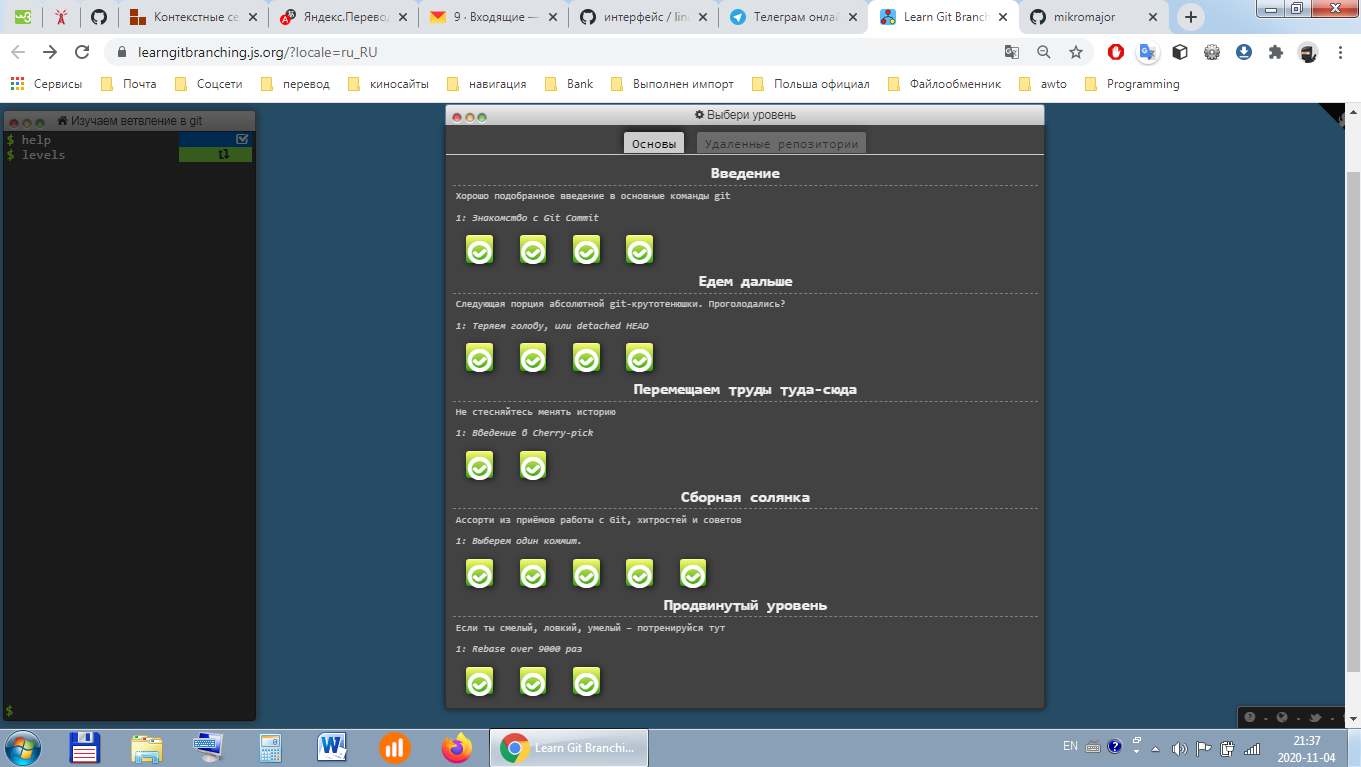 Контекстные се
Яндекс.Перево
9 · Входящие —
интерфейс / lin
Телеграм онлай
Learn Git Branch
mikromajor
learngitbranching.js.org/?locale=ru_RU
Сервисы Почта Соцсети перевод киносайты навигация Bank Выполнен импорт Польша официал Файлообменник awto Programming
Изучаем ветвление в git
$ help
$ levels
$
Выбери уровень
Основы Удаленные репозитории
Введение
Хорошо подобранное введение в основные команды git
1: Знакомство с Git Commit
Едем дальше
Следующая порция абсолютной git-крутотенюшки. Проголодались?
1: Теряем голову, или detached HEAD
Перемещаем труды туда-сюда
Не стесняйтесь менять историю
1: Введение в Cherry-pick
Сборная солянка
Ассорти из приёмов работы с Git, хитростей и советов
1: Выберем один коммит.
Продвинутый уровень
Если ты смелый, ловкий, умелый – потренируйся тут
1: Rebase over 9000 раз
Learn Git Branchi...
EN
21:37
2020-11-04